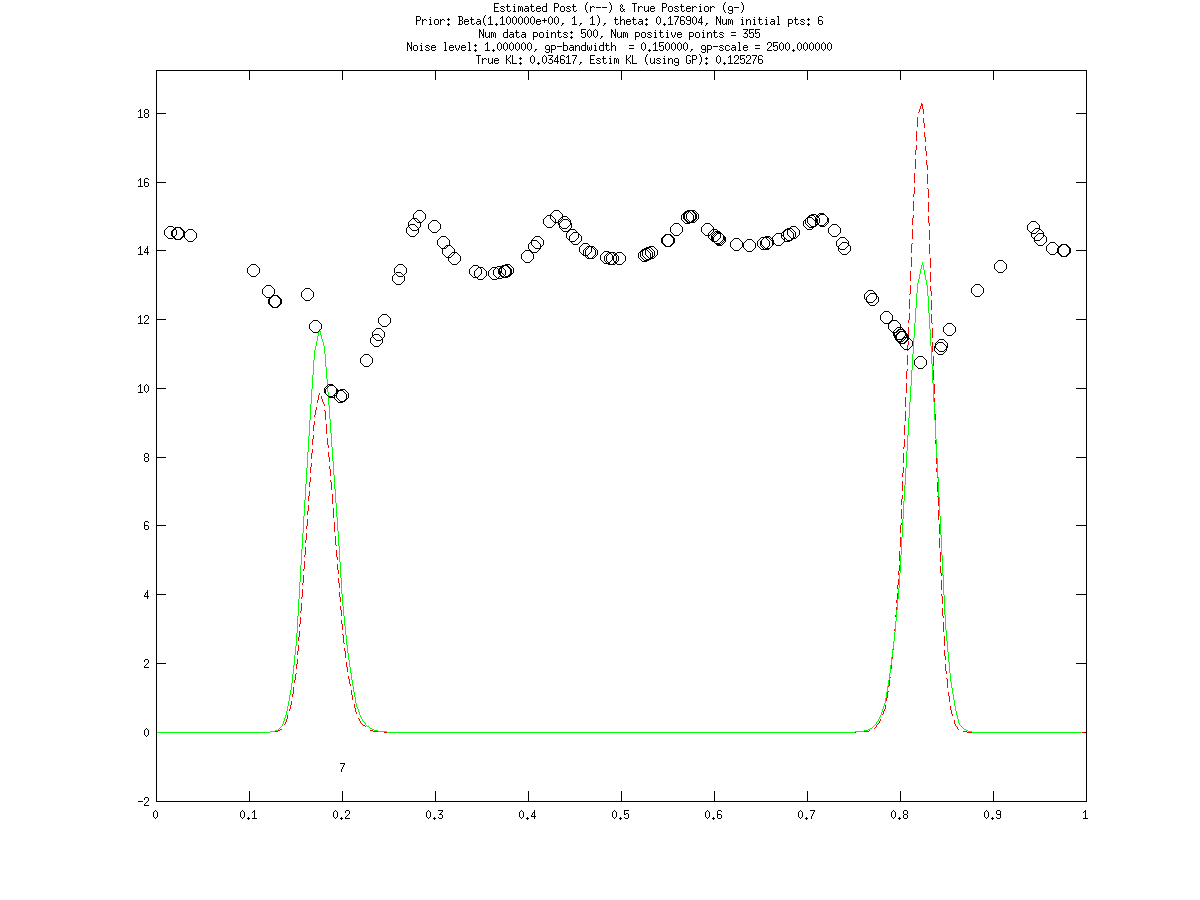 Estimated Post (r--) & True Posterior (g-)
Prior: Beta(1.100000e+00, 1, 1), theta: 0.176904, Num initial pts: 6
Num data points: 500, Num positive points = 355
Noise level: 1.000000, gp-bandwidth  = 0.150000, gp-scale = 2500.000000
True KL: 0.034617, Estim KL (using GP): 0.125276
18
16
14
12
10
8
6
4
2
0
7
-2
0 0.1 0.2 0.3 0.4 0.5 0.6 0.7 0.8 0.9 1